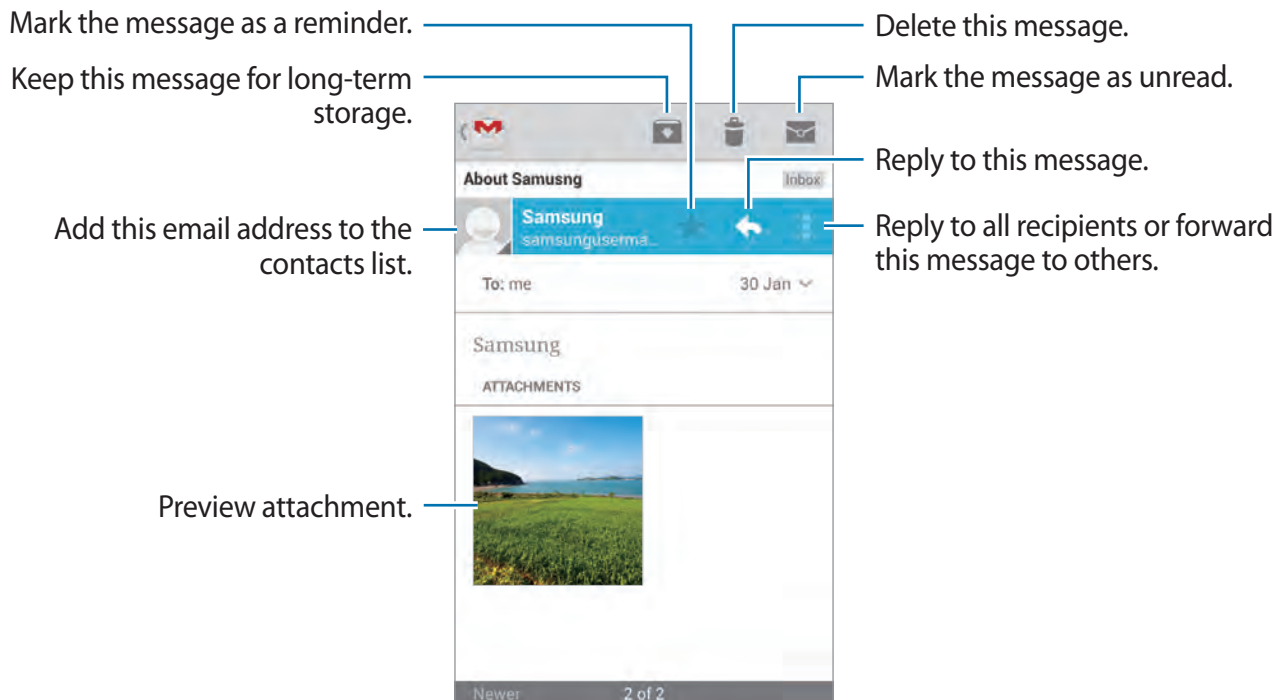 Mark the message as a reminder.
Keep this message for long-term
storage.
Add this email address to the
contacts list.
Preview attachment.
Delete this message.
Mark the message as unread.
Reply to this message.
Reply to all recipients or forward
this message to others.
About Samusng
Inbox
Samsung
samsunguserma...
To: me
30 Jan
Samsung
ATTACHMENTS
Newer
2 of 2